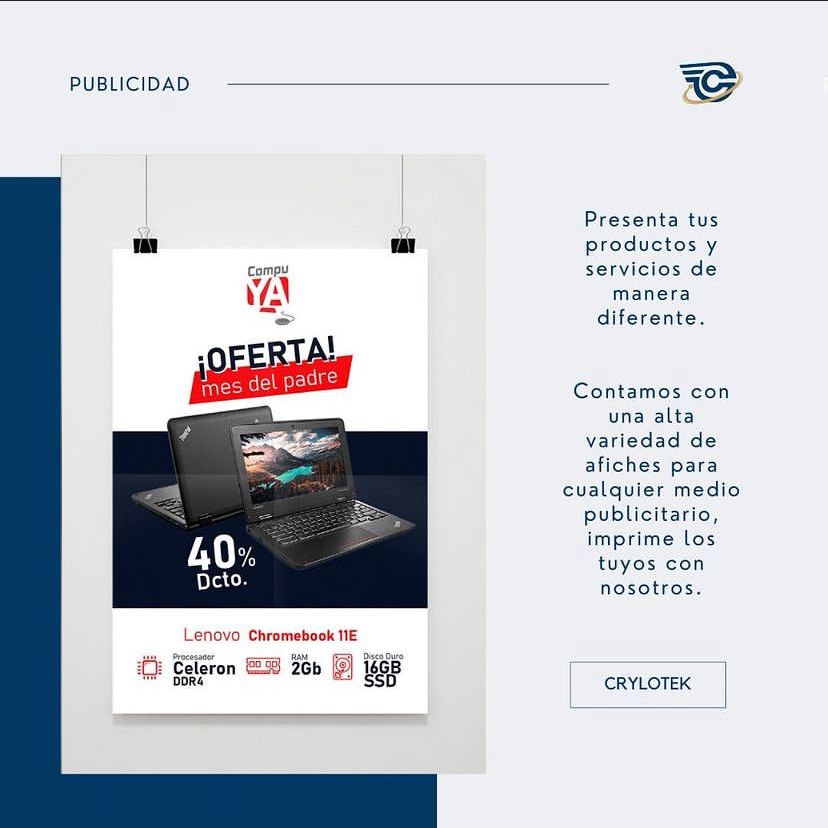 PUBLICIDAD
Compu
YA
¡OFERTA!
mes del padre
ThinkPad
40%
Dcto.
Lenovo Chromebook 11E
Procesador
Celeron
DDR4
RAM
2Gb
Disco Duro
16GB
SSD
Presenta tus
productos y
servicios de
manera
diferente.
Contamos con
una alta
variedad de
afiches para
cualquier medio
publicitario,
imprime los
tuyos con
nosotros.
CRYLOTEK